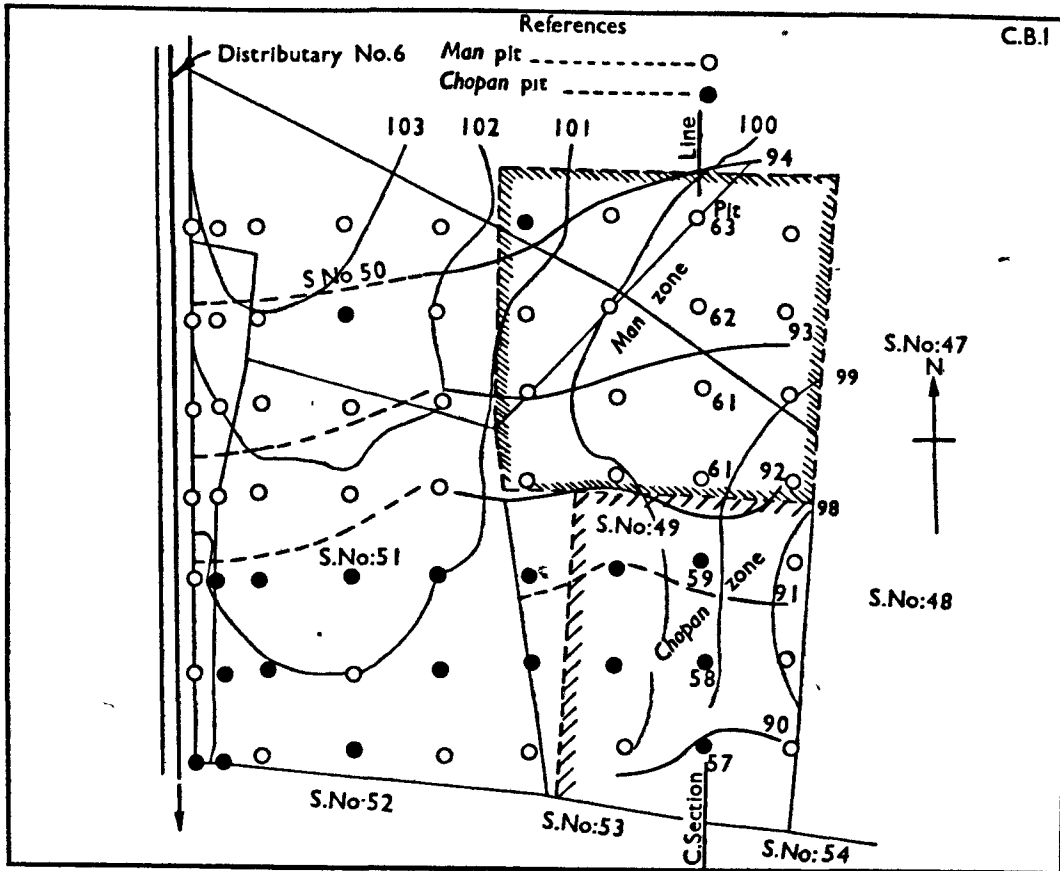 References
C.B.I
Distributary No.6
Man pit
Chopan pit
Line
103
102
101
100
94
Pit
63
S.No 50
Man zone
62
93
S.No:47
N
99
61
61
92
98
S.No:49
S.No:51
59
Chopan zone
91
S.No:48
58
90
57
S.No.52
S.No:53
C.Section
S.No:54